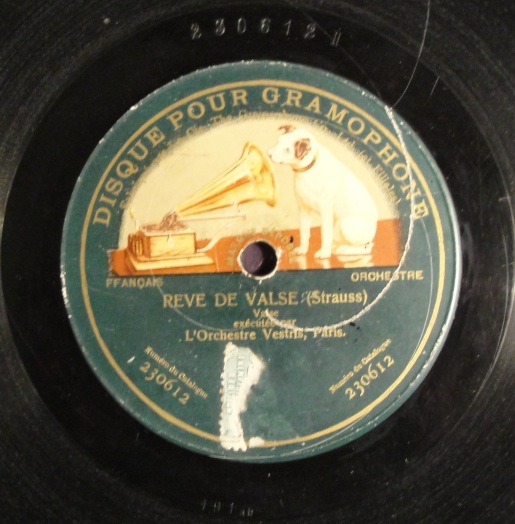 230612
DISQUE POUR GRAMOPHONE
FFANÇAIS
ORCHESTRE
REVE DE VALSE (Strauss)
Valse
exécutée par
L'Orchestre Vestris, Paris.
Numéro du Catalogue
230612
Numéro du Catalogue
230612